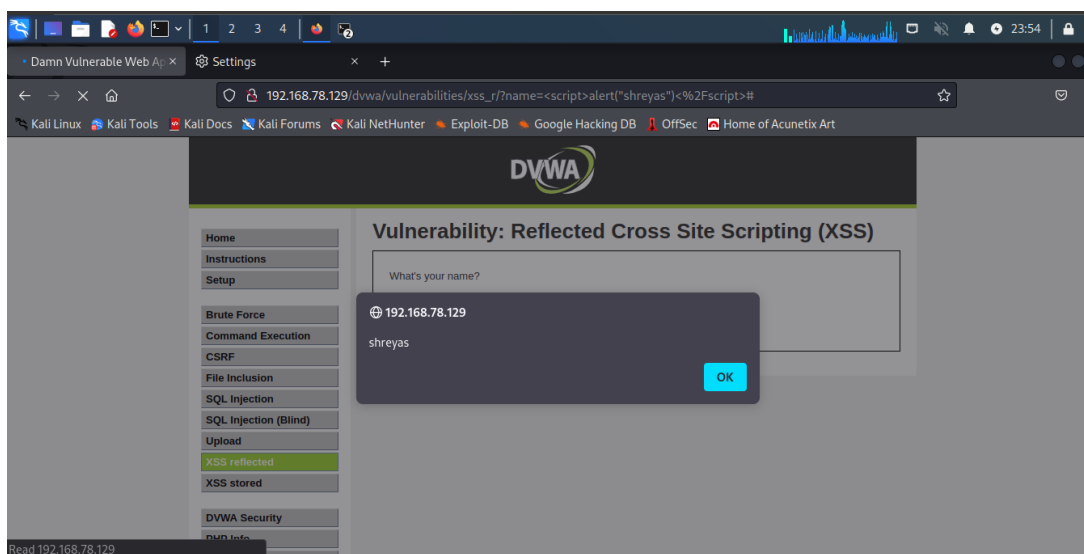 1 2 3 4 23:54
Damn Vulnerable Web Ap Settings
192.168.78.129/dvwa/vulnerabilities/xss_r/?name=<script>alert("shreyas")<%2Fscript>#
Kali Linux Kali Tools Kali Docs Kali Forums Kali NetHunter Exploit-DB Google Hacking DB OffSec Home of Acunetix Art
DVWA
Home
Instructions
Setup
Brute Force
Command Execution
CSRF
File Inclusion
SQL Injection
SQL Injection (Blind)
Upload
XSS reflected
XSS stored
DVWA Security
PHP Info
Vulnerability: Reflected Cross Site Scripting (XSS)
What's your name?
192.168.78.129
shreyas
OK
Read 192.168.78.129